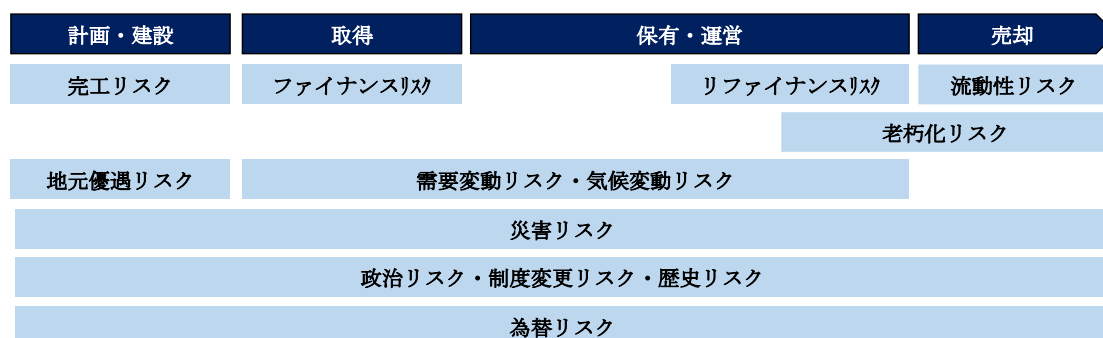 計画・建設
取得
保有・運営
売却
完工リスク
ファイナンスﾘｽｸ
リファイナンスﾘｽｸ
流動性リスク
老朽化リスク
地元優遇リスク
需要変動リスク・気候変動リスク
災害リスク
政治リスク・制度変更リスク・歴史リスク
為替リスク